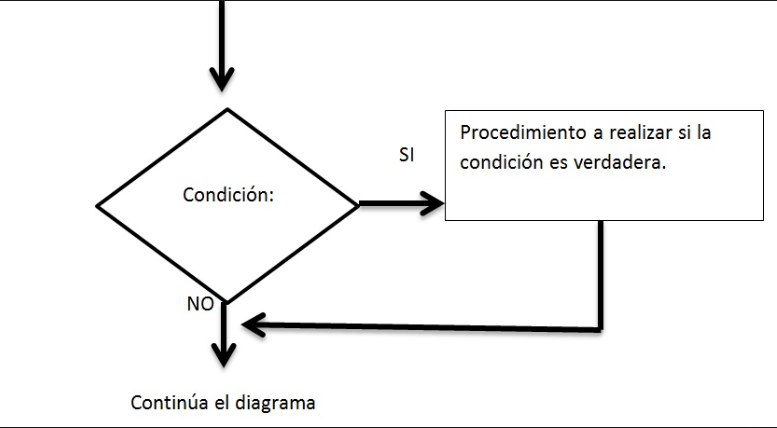 Procedimiento a realizar si la
condición es verdadera.
SI
Condición:
NO
Continúa el diagrama